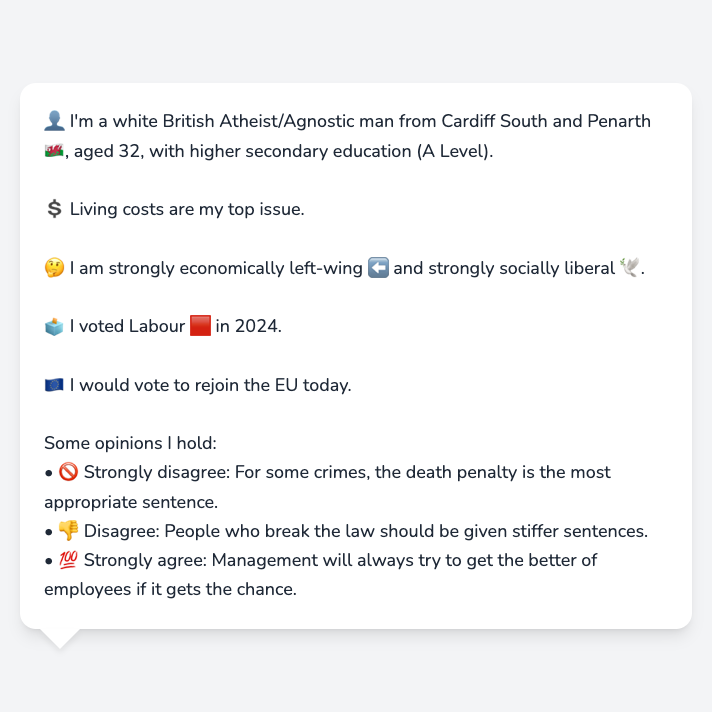 👤 I'm a white British Atheist/Agnostic man from Cardiff South and Penarth
🏴󠁧󠁢󠁷󠁬󠁳󠁿, aged 32, with higher secondary education (A Level).
💲 Living costs are my top issue.
🤔 I am strongly economically left-wing ⬅️ and strongly socially liberal 🕊️.
🗳️ I voted Labour 🟥 in 2024.
🇪🇺 I would vote to rejoin the EU today.
Some opinions I hold:
• 🚫 Strongly disagree: For some crimes, the death penalty is the most
appropriate sentence.
• 👎 Disagree: People who break the law should be given stiffer sentences.
• 💯 Strongly agree: Management will always try to get the better of
employees if it gets the chance.